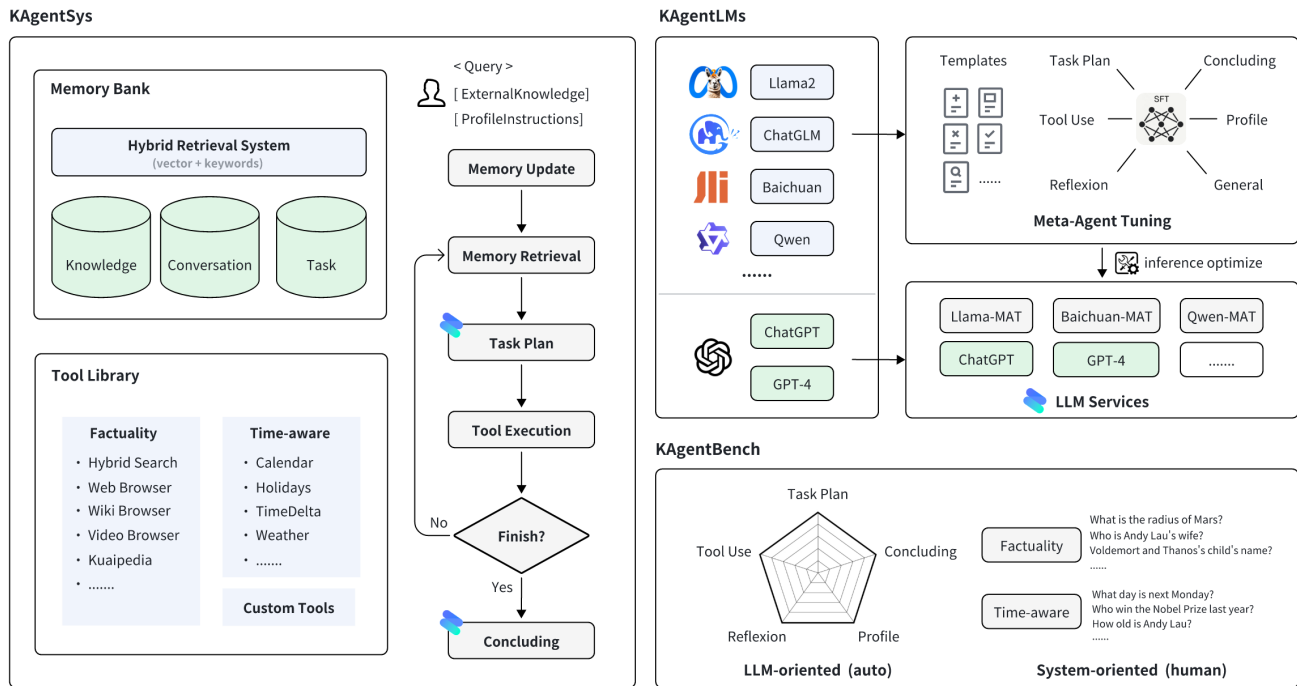 KAgentSys
Memory Bank
Hybrid Retrieval System
(vector + keywords)
Knowledge
Conversation
Task
Tool Library
Factuality
· Hybrid Search
· Web Browser
· Wiki Browser
· Video Browser
· Kuaipedia
· .......
Time-aware
· Calendar
· Holidays
· TimeDelta
· Weather
· .......
Custom Tools
< Query >
[ ExternalKnowledge]
[ ProfileInstructions]
Memory Update
Memory Retrieval
Task Plan
Tool Execution
Finish?
No
Yes
Concluding
KAgentLMs
Llama2
ChatGLM
Baichuan
Qwen
......
ChatGPT
GPT-4
Templates
......
Task Plan
Concluding
SFT
Tool Use
Profile
Reflexion
General
Meta-Agent Tuning
inference optimize
Llama-MAT
Baichuan-MAT
Qwen-MAT
ChatGPT
GPT-4
.......
LLM Services
KAgentBench
Task Plan
Tool Use
Concluding
Reflexion
Profile
LLM-oriented (auto)
Factuality
What is the radius of Mars?
Who is Andy Lau's wife?
Voldemort and Thanos's child's name?
......
Time-aware
What day is next Monday?
Who win the Nobel Prize last year?
How old is Andy Lau?
......
System-oriented (human)